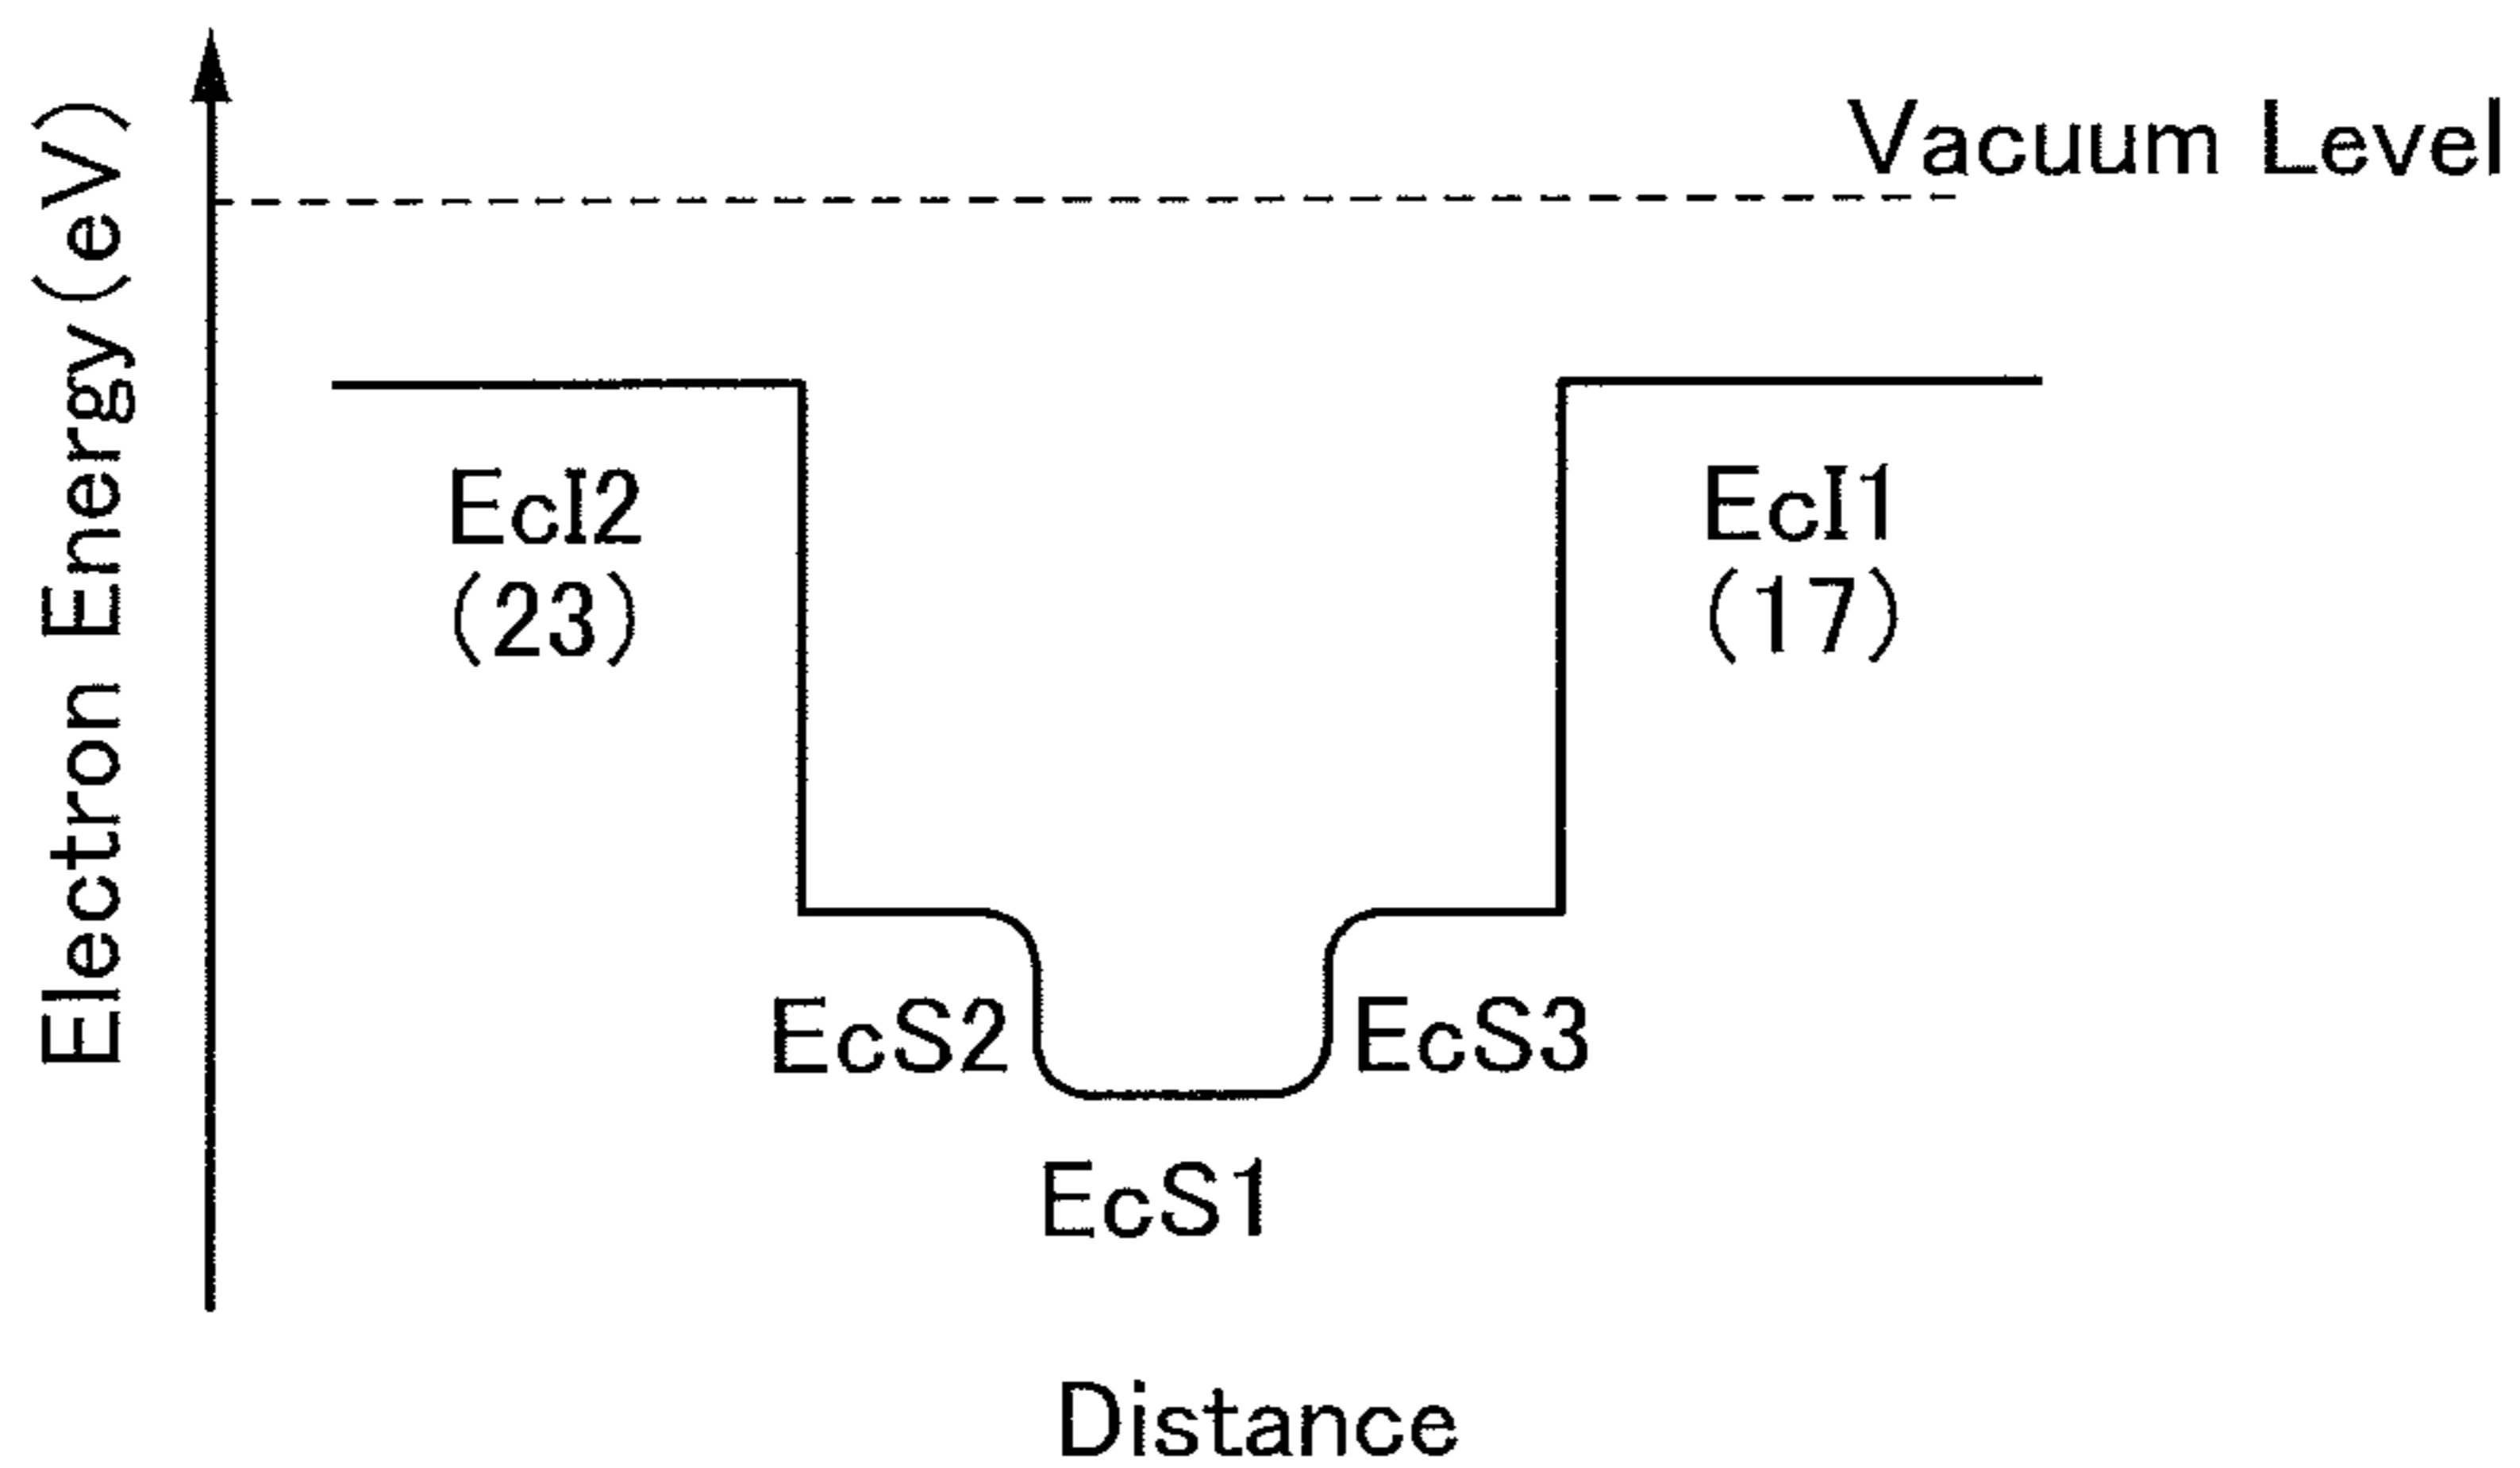 Electron Energy(eV)
Vacuum Level
EcI2
(23)
EcI1
(17)
EcS2
EcS3
EcS1
Distance